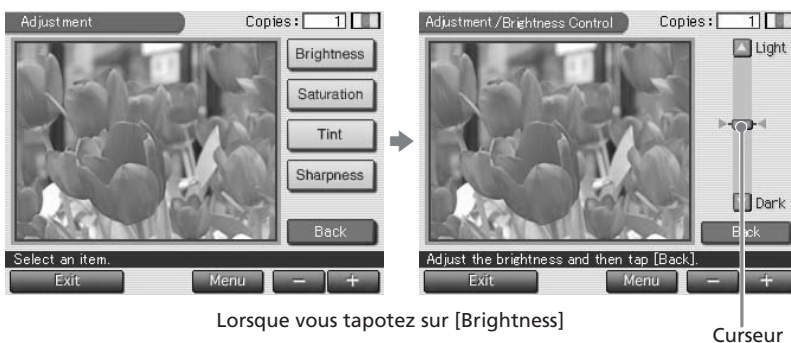 Adjustment
Copies: 1
Brightness
Saturation
Tint
Sharpness
Back
Select an item.
Exit
Menu
− +
Adjustment/Brightness Control
Copies: 1
Light
Dark
Back
Adjust the brightness and then tap [Back].
Exit
Menu
− +
Lorsque vous tapotez sur [Brightness]
Curseur